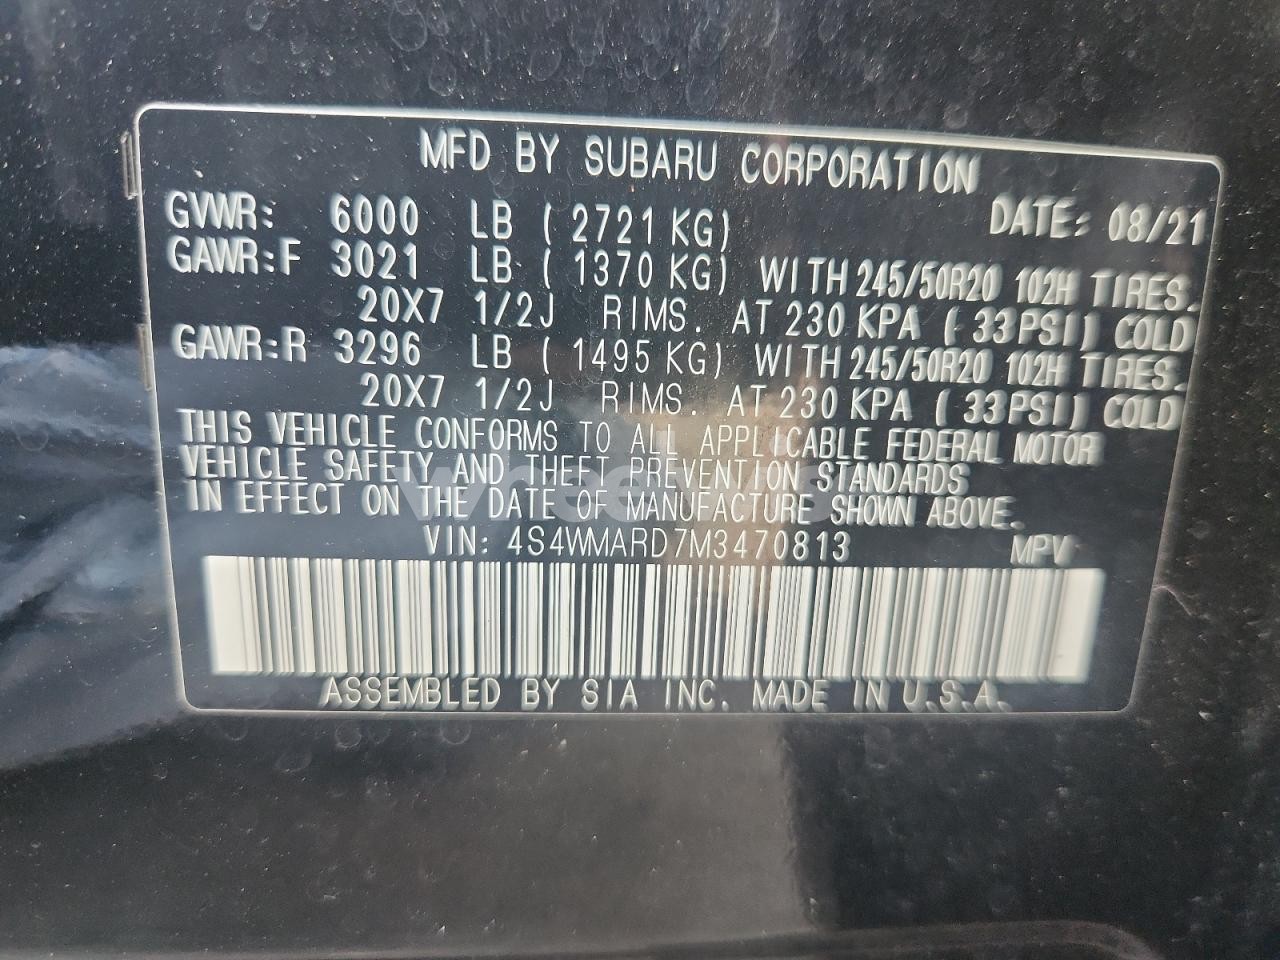 MFD BY SUBARU CORPORATION
GVWR: 6000 LB ( 2721 KG) DATE: 08/21
GAWR:F 3021 LB ( 1370 KG) WITH 245/50R20 102H TIRES.
20X7 1/2J RIMS. AT 230 KPA ( 33PSI) COLD
GAWR:R 3296 LB ( 1495 KG) WITH 245/50R20 102H TIRES.
20X7 1/2J RIMS. AT 230 KPA ( 33PSI) COLD
THIS VEHICLE CONFORMS TO ALL APPLICABLE FEDERAL MOTOR
VEHICLE SAFETY AND THEFT PREVENTION STANDARDS
IN EFFECT ON THE DATE OF MANUFACTURE SHOWN ABOVE.
VIN: 4S4WMARD7M3470813 MPV
ASSEMBLED BY SIA INC. MADE IN U.S.A.